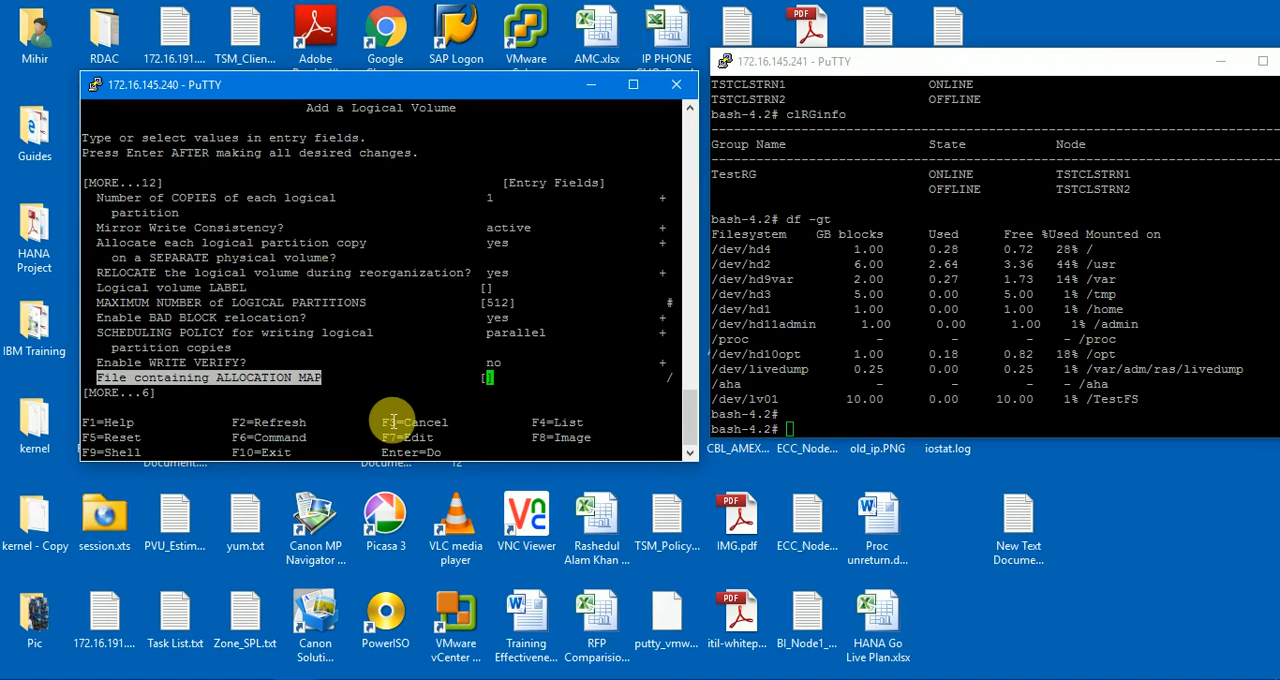 Mihir
RDAC
172.16.191....
TSM_Clien...
Adobe
Google
SAP Logon
VMware
AMC.xlsx
IP PHONE
PDF
172.16.145.240 - PuTTY
Add a Logical Volume
Type or select values in entry fields.
Press Enter AFTER making all desired changes.
[MORE...12] [Entry Fields]
Number of COPIES of each logical 1 +
partition
Mirror Write Consistency? active +
Allocate each logical partition copy yes +
on a SEPARATE physical volume?
RELOCATE the logical volume during reorganization? yes +
Logical volume LABEL []
MAXIMUM NUMBER of LOGICAL PARTITIONS [512] #
Enable BAD BLOCK relocation? yes +
SCHEDULING POLICY for writing logical parallel +
partition copies
Enable WRITE VERIFY? no +
File containing ALLOCATION MAP [] /
[MORE...6]
F1=Help F2=Refresh F3=Cancel F4=List
F5=Reset F6=Command F7=Edit F8=Image
F9=Shell F10=Exit Enter=Do
172.16.145.241 - PuTTY
TSTCLSTRN1 ONLINE
TSTCLSTRN2 OFFLINE
bash-4.2# clRGinfo
Group Name State Node
TestRG ONLINE TSTCLSTRN1
OFFLINE TSTCLSTRN2
bash-4.2# df -gt
Filesystem GB blocks Used Free %Used Mounted on
/dev/hd4 1.00 0.28 0.72 28% /
/dev/hd2 6.00 2.64 3.36 44% /usr
/dev/hd9var 2.00 0.27 1.73 14% /var
/dev/hd3 5.00 0.00 5.00 1% /tmp
/dev/hd1 1.00 0.00 1.00 1% /home
/dev/hd11admin 1.00 0.00 1.00 1% /admin
/proc - - - - /proc
/dev/hd10opt 1.00 0.18 0.82 18% /opt
/dev/livedump 0.25 0.00 0.25 1% /var/adm/ras/livedump
/aha - - - - /aha
/dev/lv01 10.00 0.00 10.00 1% /TestFS
bash-4.2#
bash-4.2#
Guides
HANA
Project
IBM Training
kernel
CBL_AMEX...
ECC_Node...
old_ip.PNG
iostat.log
kernel - Copy
session.xts
PVU_Estim...
yum.txt
Canon MP
Navigator ...
Picasa 3
VLC media
player
VNC Viewer
Rashedul
Alam Khan ...
TSM_Policy...
PDF
IMG.pdf
ECC_Node...
Proc
unreturn.d...
New Text
Docume...
Pic
172.16.191....
Task List.txt
Zone_SPL.txt
Canon
Soluti...
PowerISO
VMware
vCenter ...
Training
Effectivene...
RFP
Comparisio...
putty_vmw...
PDF
itil-whitep...
BI_Node1_...
HANA Go
Live Plan.xlsx